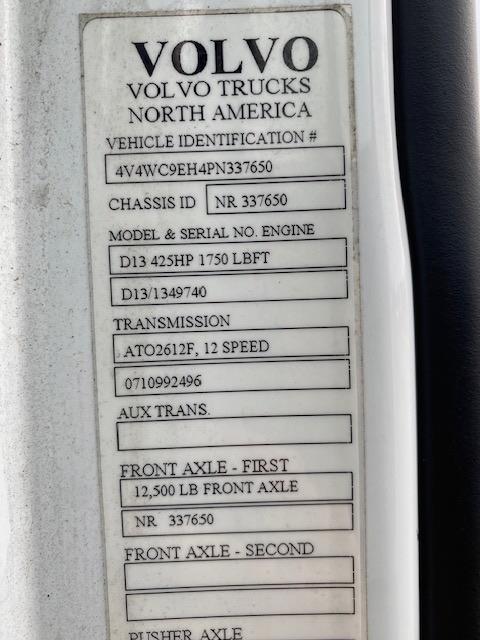 VOLVO
VOLVO TRUCKS
NORTH AMERICA
VEHICLE IDENTIFICATION #
4V4WC9EH4PN337650
CHASSIS ID NR 337650
MODEL & SERIAL NO. ENGINE
D13 425HP 1750 LBFT
D13/1349740
TRANSMISSION
ATO2612F, 12 SPEED
0710992496
AUX TRANS.
FRONT AXLE - FIRST
12,500 LB FRONT AXLE
NR 337650
FRONT AXLE - SECOND
PUSHER AXLE